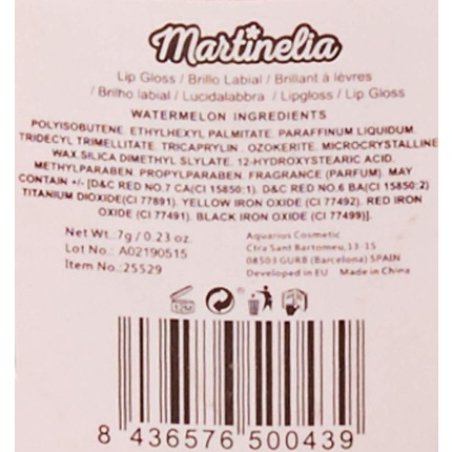 Martinelia
Lip Gloss / Brillo Labial / Brillant à lèvres
/ Brilho labial / Lucidalabbra / Lipgloss / Lip Gloss
WATERMELON INGREDIENTS
POLYISOBUTENE. ETHYLHEXYL PALMITATE. PARAFFINUM LIQUIDUM.
TRIDECYL TRIMELLITATE. TRICAPRYLIN. OZOKERITE. MICROCRYSTALLINE
WAX.SILICA DIMETHYL SLYLATE. 12-HYDROXYSTEARIC ACID.
METHYLPARABEN. PROPYLPARABEN. FRAGRANCE (PARFUM). MAY
CONTAIN +/- [D&C RED NO.7 CA(CI 15850:1). D&C RED NO.6 BA(CI 15850:2)
TITANIUM DIOXIDE(CI 77891). YELLOW IRON OXIDE (CI 77492). RED IRON
OXIDE (CI 77491). BLACK IRON OXIDE (CI 77499)].
Net Wt. 7g / 0.23 oz.
Lot No.: A02190515
Item No.:25529
Aquarius Cosmetic
Ctra Sant Bartomeu,13-15
08503 GURB (Barcelona) SPAIN
Developed in EU Made in China
12M
8 436576 500439